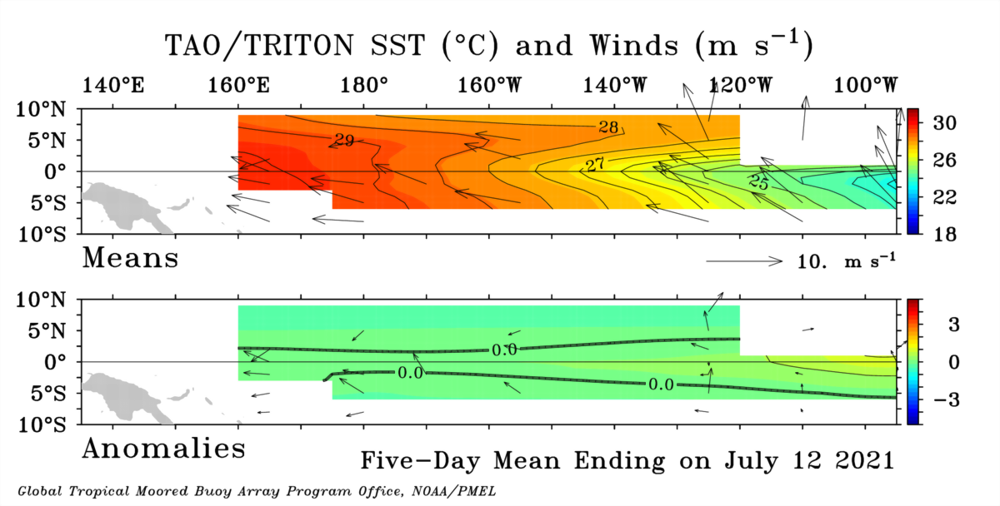 TAO/TRITON SST (°C) and Winds (m s⁻¹)
140°E 160°E 180° 160°W 140°W 120°W 100°W
10°N
5°N
0°
5°S
10°S
29
28
27
25
30
26
22
18
Means
10. m s⁻¹
10°N
5°N
0°
5°S
10°S
0.0
0.0
0.0
3
0
−3
Anomalies
Five−Day Mean Ending on July 12 2021
Global Tropical Moored Buoy Array Program Office, NOAA/PMEL